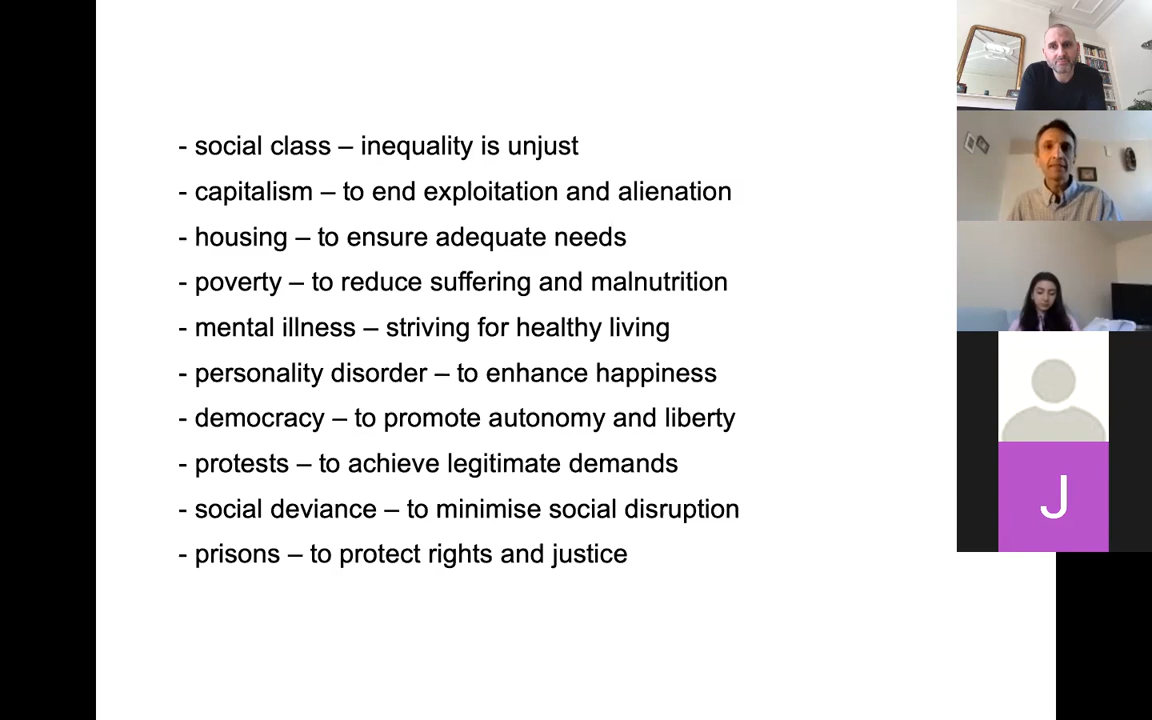 - social class – inequality is unjust
- capitalism – to end exploitation and alienation
- housing – to ensure adequate needs
- poverty – to reduce suffering and malnutrition
- mental illness – striving for healthy living
- personality disorder – to enhance happiness
- democracy – to promote autonomy and liberty
- protests – to achieve legitimate demands
- social deviance – to minimise social disruption
- prisons – to protect rights and justice
J